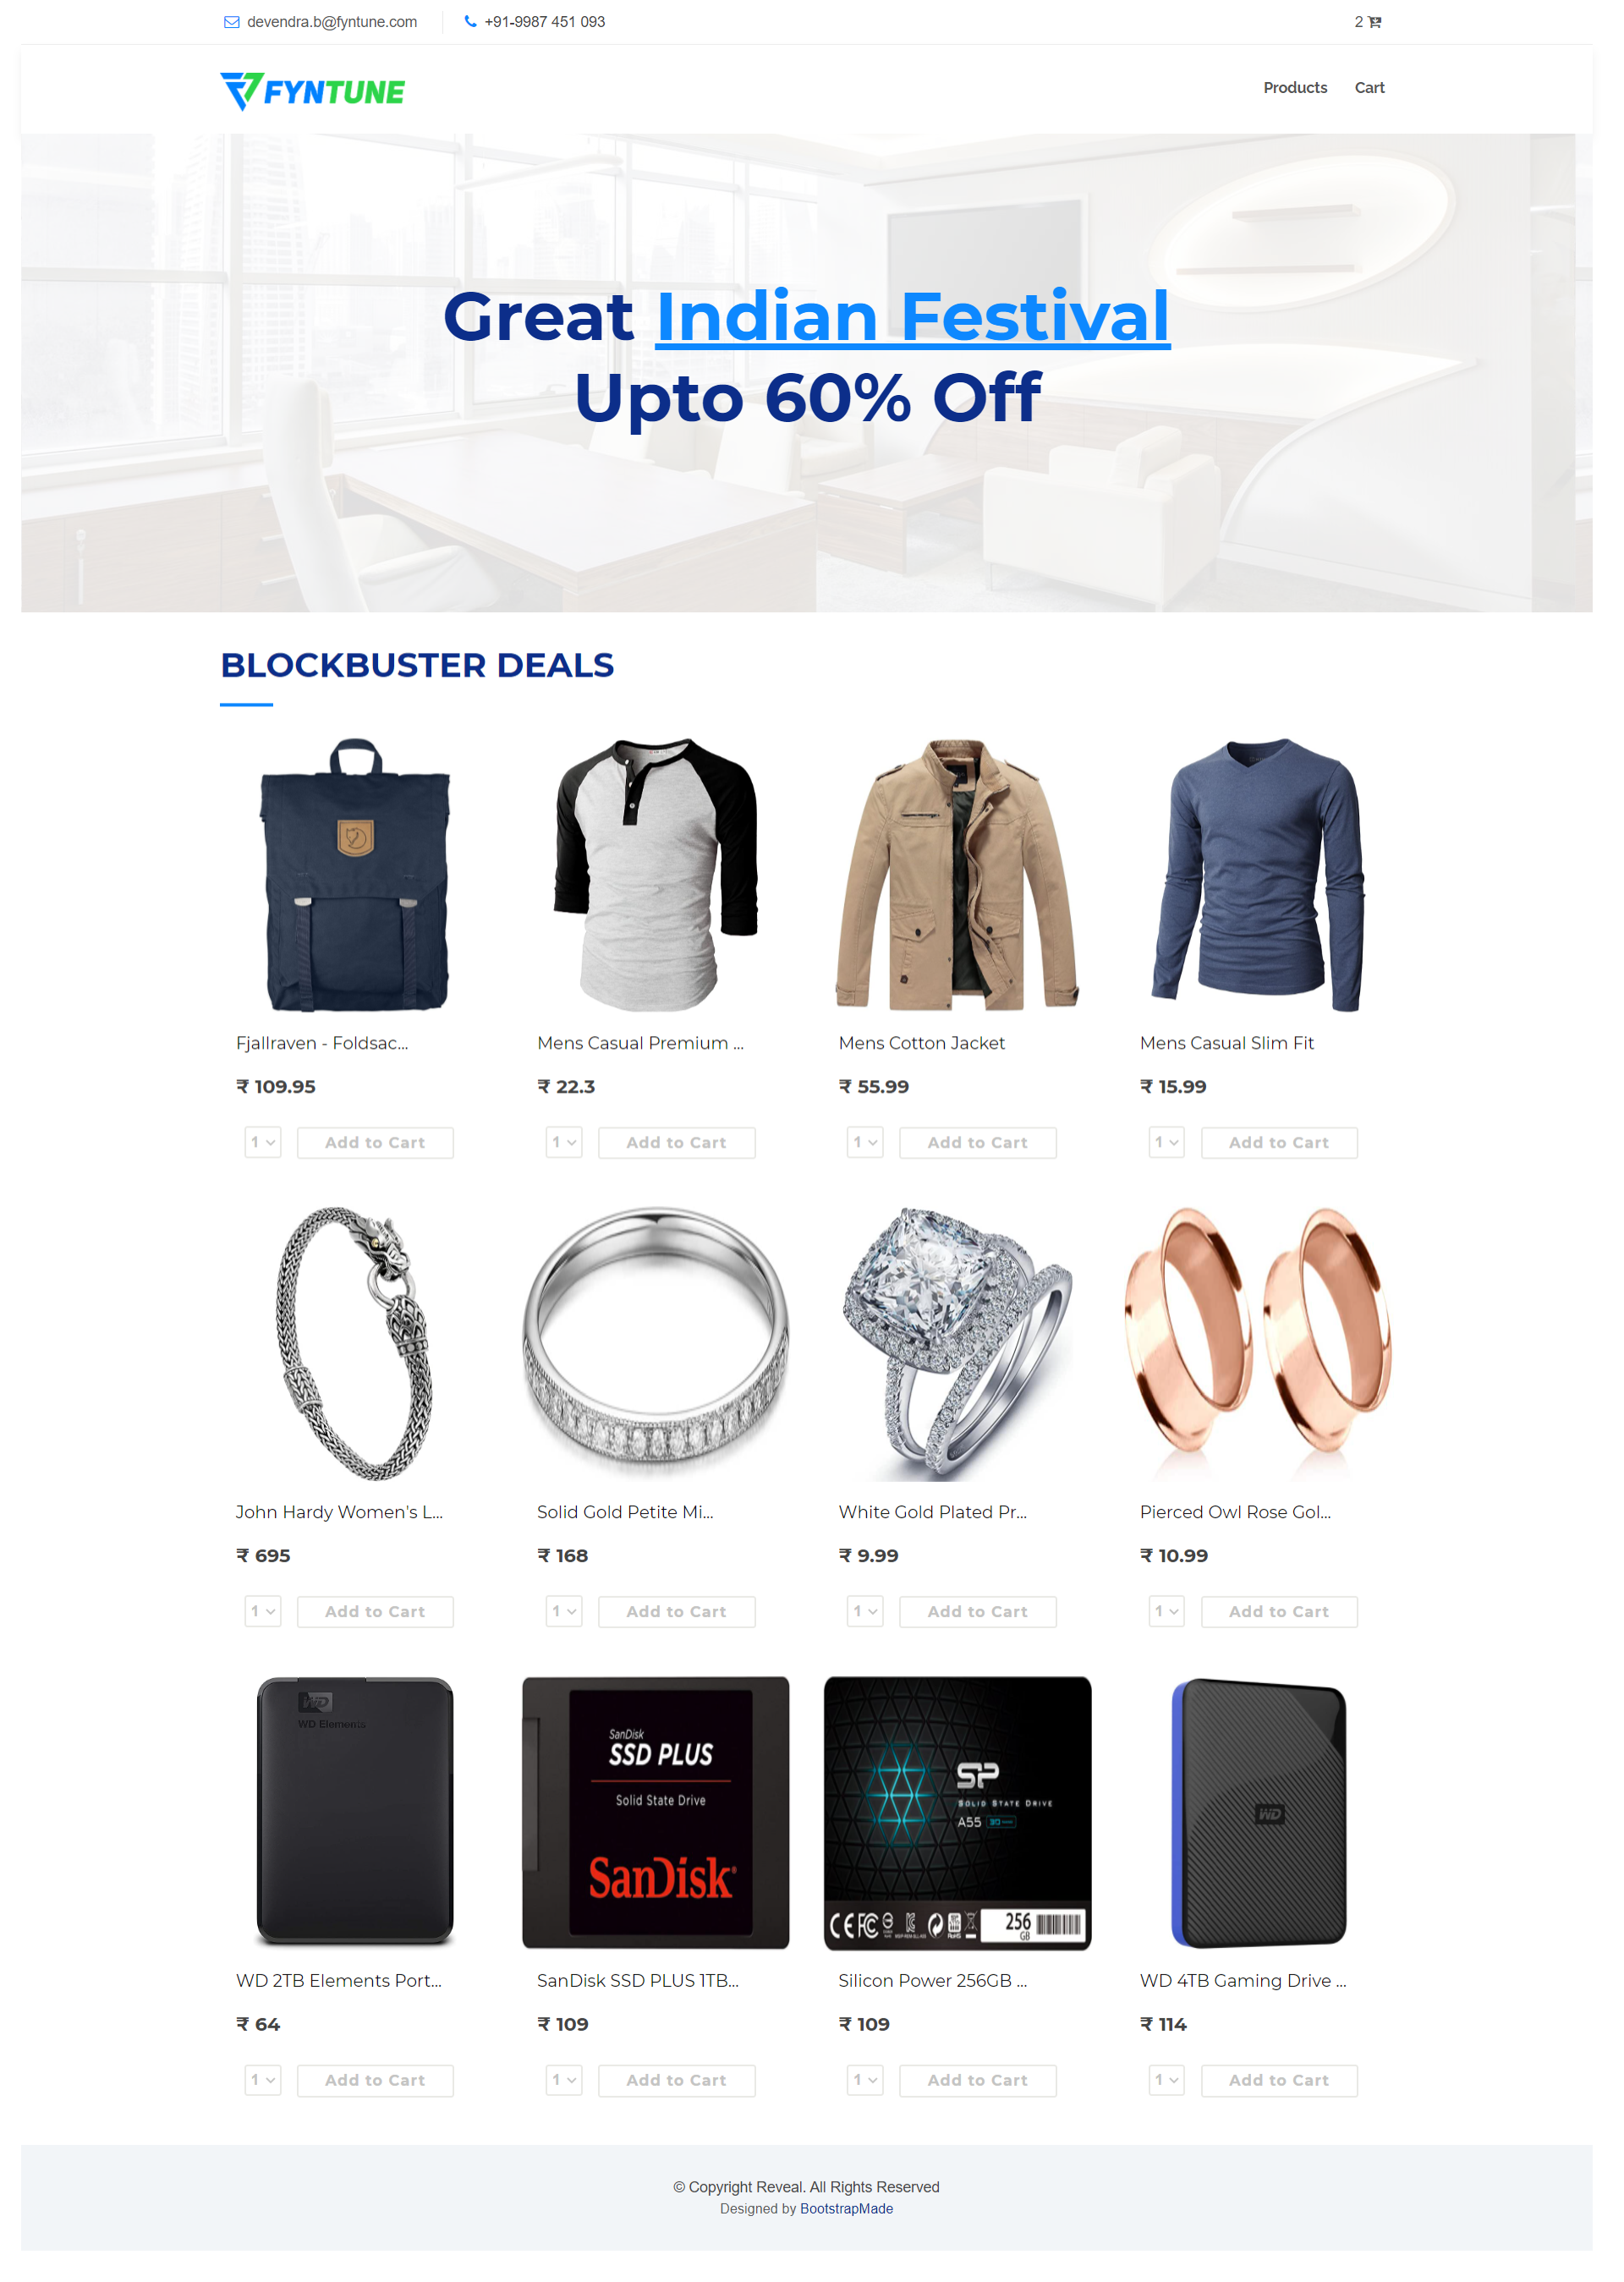 devendra.b@fyntune.com +91-9987 451 093 2
FYNTUNE Products Cart
Great Indian Festival
Upto 60% Off
BLOCKBUSTER DEALS
Fjallraven - Foldsac... Mens Casual Premium ... Mens Cotton Jacket Mens Casual Slim Fit
₹ 109.95 ₹ 22.3 ₹ 55.99 ₹ 15.99
1 Add to Cart 1 Add to Cart 1 Add to Cart 1 Add to Cart
John Hardy Women's L... Solid Gold Petite Mi... White Gold Plated Pr... Pierced Owl Rose Gol...
₹ 695 ₹ 168 ₹ 9.99 ₹ 10.99
1 Add to Cart 1 Add to Cart 1 Add to Cart 1 Add to Cart
WD
WD Elements
SanDisk
SSD PLUS
Solid State Drive
SanDisk
SP
SOLID STATE DRIVE
A55
CE FC
RoHS
256
GB
WD
WD 2TB Elements Port... SanDisk SSD PLUS 1TB... Silicon Power 256GB ... WD 4TB Gaming Drive ...
₹ 64 ₹ 109 ₹ 109 ₹ 114
1 Add to Cart 1 Add to Cart 1 Add to Cart 1 Add to Cart
© Copyright Reveal. All Rights Reserved
Designed by BootstrapMade